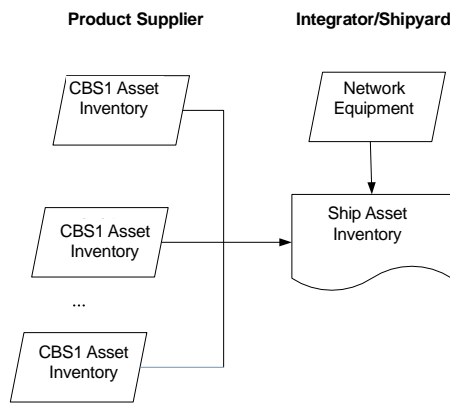 Product Supplier
Integrator/Shipyard
CBS1 Asset
Inventory
Network
Equipment
CBS1 Asset
Inventory
Ship Asset
Inventory
...
CBS1 Asset
Inventory